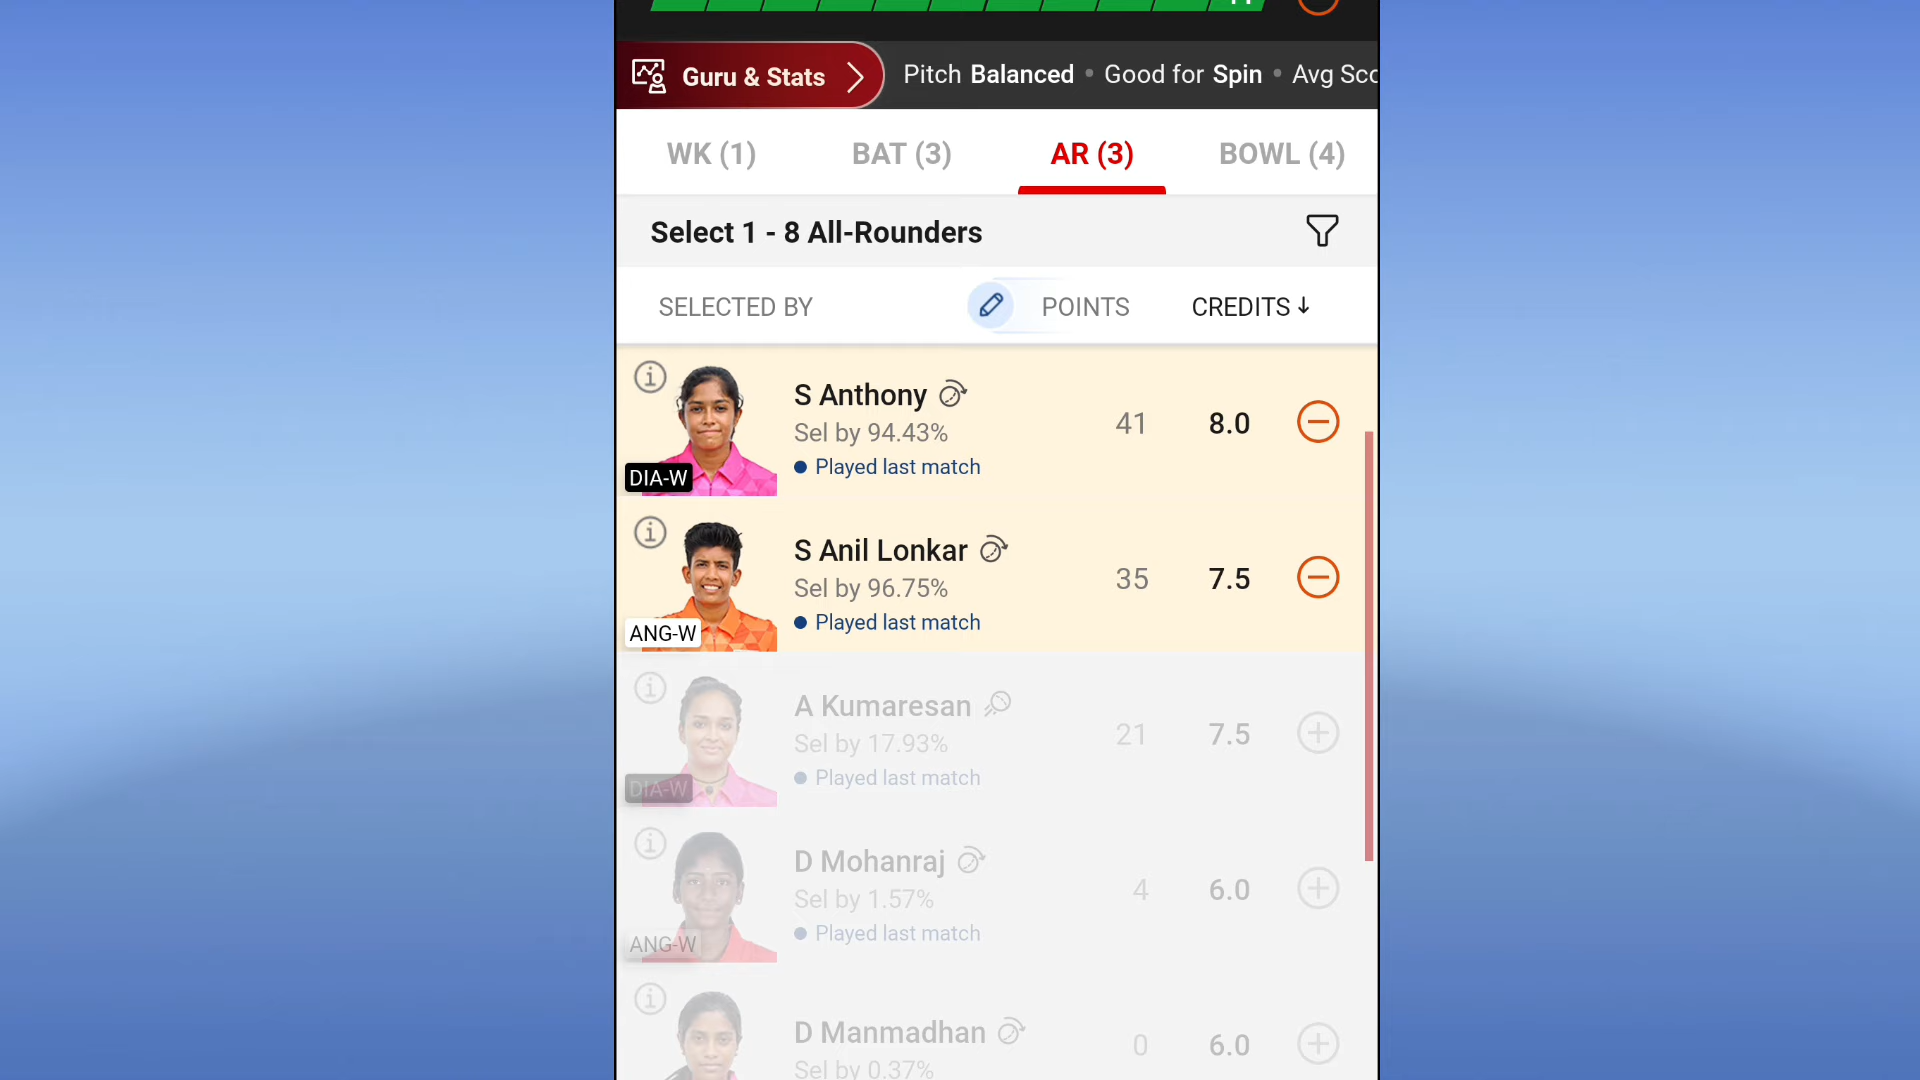 Guru & Stats
Pitch Balanced • Good for Spin • Avg Sco
WK (1) BAT (3) AR (3) BOWL (4)
Select 1 - 8 All-Rounders
SELECTED BY POINTS CREDITS ↓
S Anthony
Sel by 94.43% 41 8.0
Played last match
DIA-W
S Anil Lonkar
Sel by 96.75% 35 7.5
Played last match
ANG-W
A Kumaresan
Sel by 17.93% 21 7.5
Played last match
DIA-W
D Mohanraj
Sel by 1.57% 4 6.0
Played last match
ANG-W
D Manmadhan
Sel by 0.37% 0 6.0